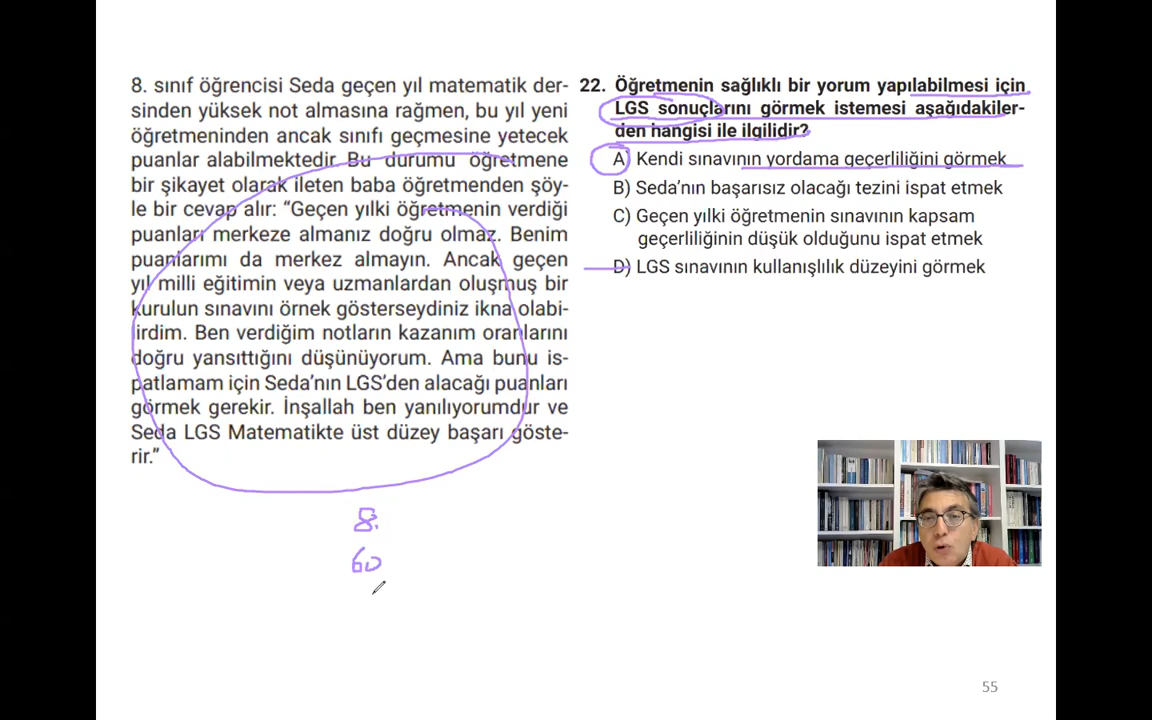 8. sınıf öğrencisi Seda geçen yıl matematik der-
sinden yüksek not almasına rağmen, bu yıl yeni
öğretmeninden ancak sınıfı geçmesine yetecek
puanlar alabilmektedir. Bu durumu öğretmene
bir şikayet olarak ileten baba öğretmenden şöy-
le bir cevap alır: “Geçen yılki öğretmenin verdiği
puanları merkeze almanız doğru olmaz. Benim
puanlarımı da merkez almayın. Ancak geçen
yıl milli eğitimin veya uzmanlardan oluşmuş bir
kurulun sınavını örnek gösterseydiniz ikna olabi-
lirdim. Ben verdiğim notların kazanım oranlarını
doğru yansıttığını düşünüyorum. Ama bunu is-
patlamam için Seda’nın LGS’den alacağı puanları
görmek gerekir. İnşallah ben yanılıyorumdur ve
Seda LGS Matematikte üst düzey başarı göste-
rir.”
8.
60
22. Öğretmenin sağlıklı bir yorum yapılabilmesi için
LGS sonuçlarını görmek istemesi aşağıdakiler-
den hangisi ile ilgilidir?
A) Kendi sınavının yordama geçerliliğini görmek
B) Seda’nın başarısız olacağı tezini ispat etmek
C) Geçen yılki öğretmenin sınavının kapsam
geçerliliğinin düşük olduğunu ispat etmek
D) LGS sınavının kullanışlılık düzeyini görmek
55